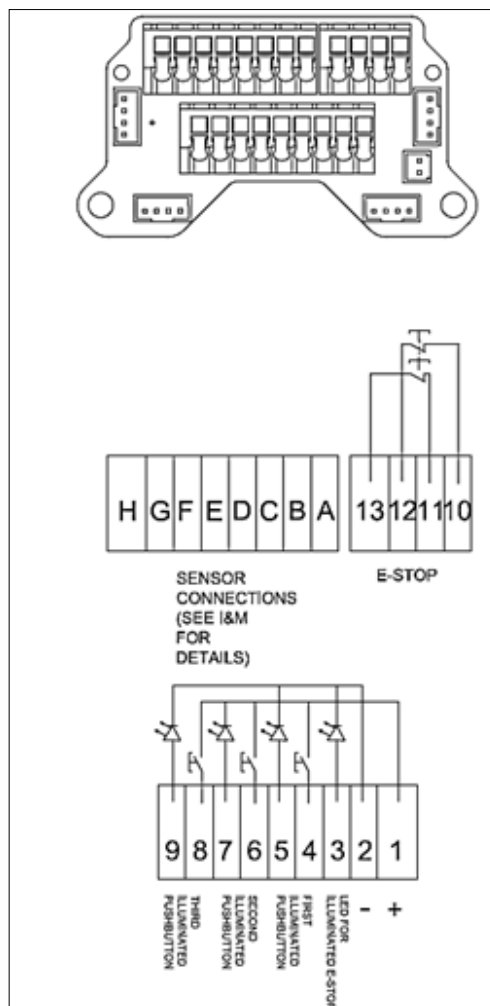 H G F E D C B A
13 12 11 10
SENSOR
CONNECTIONS
(SEE I&M
FOR
DETAILS)
E-STOP
9 8 7 6 5 4 3 2 1
THIRD
ILLUMINATED
PUSHBUTTON
SECOND
ILLUMINATED
PUSHBUTTON
FIRST
ILLUMINATED
PUSHBUTTON
LED FOR
ILLUMINATED E-STOP
- +